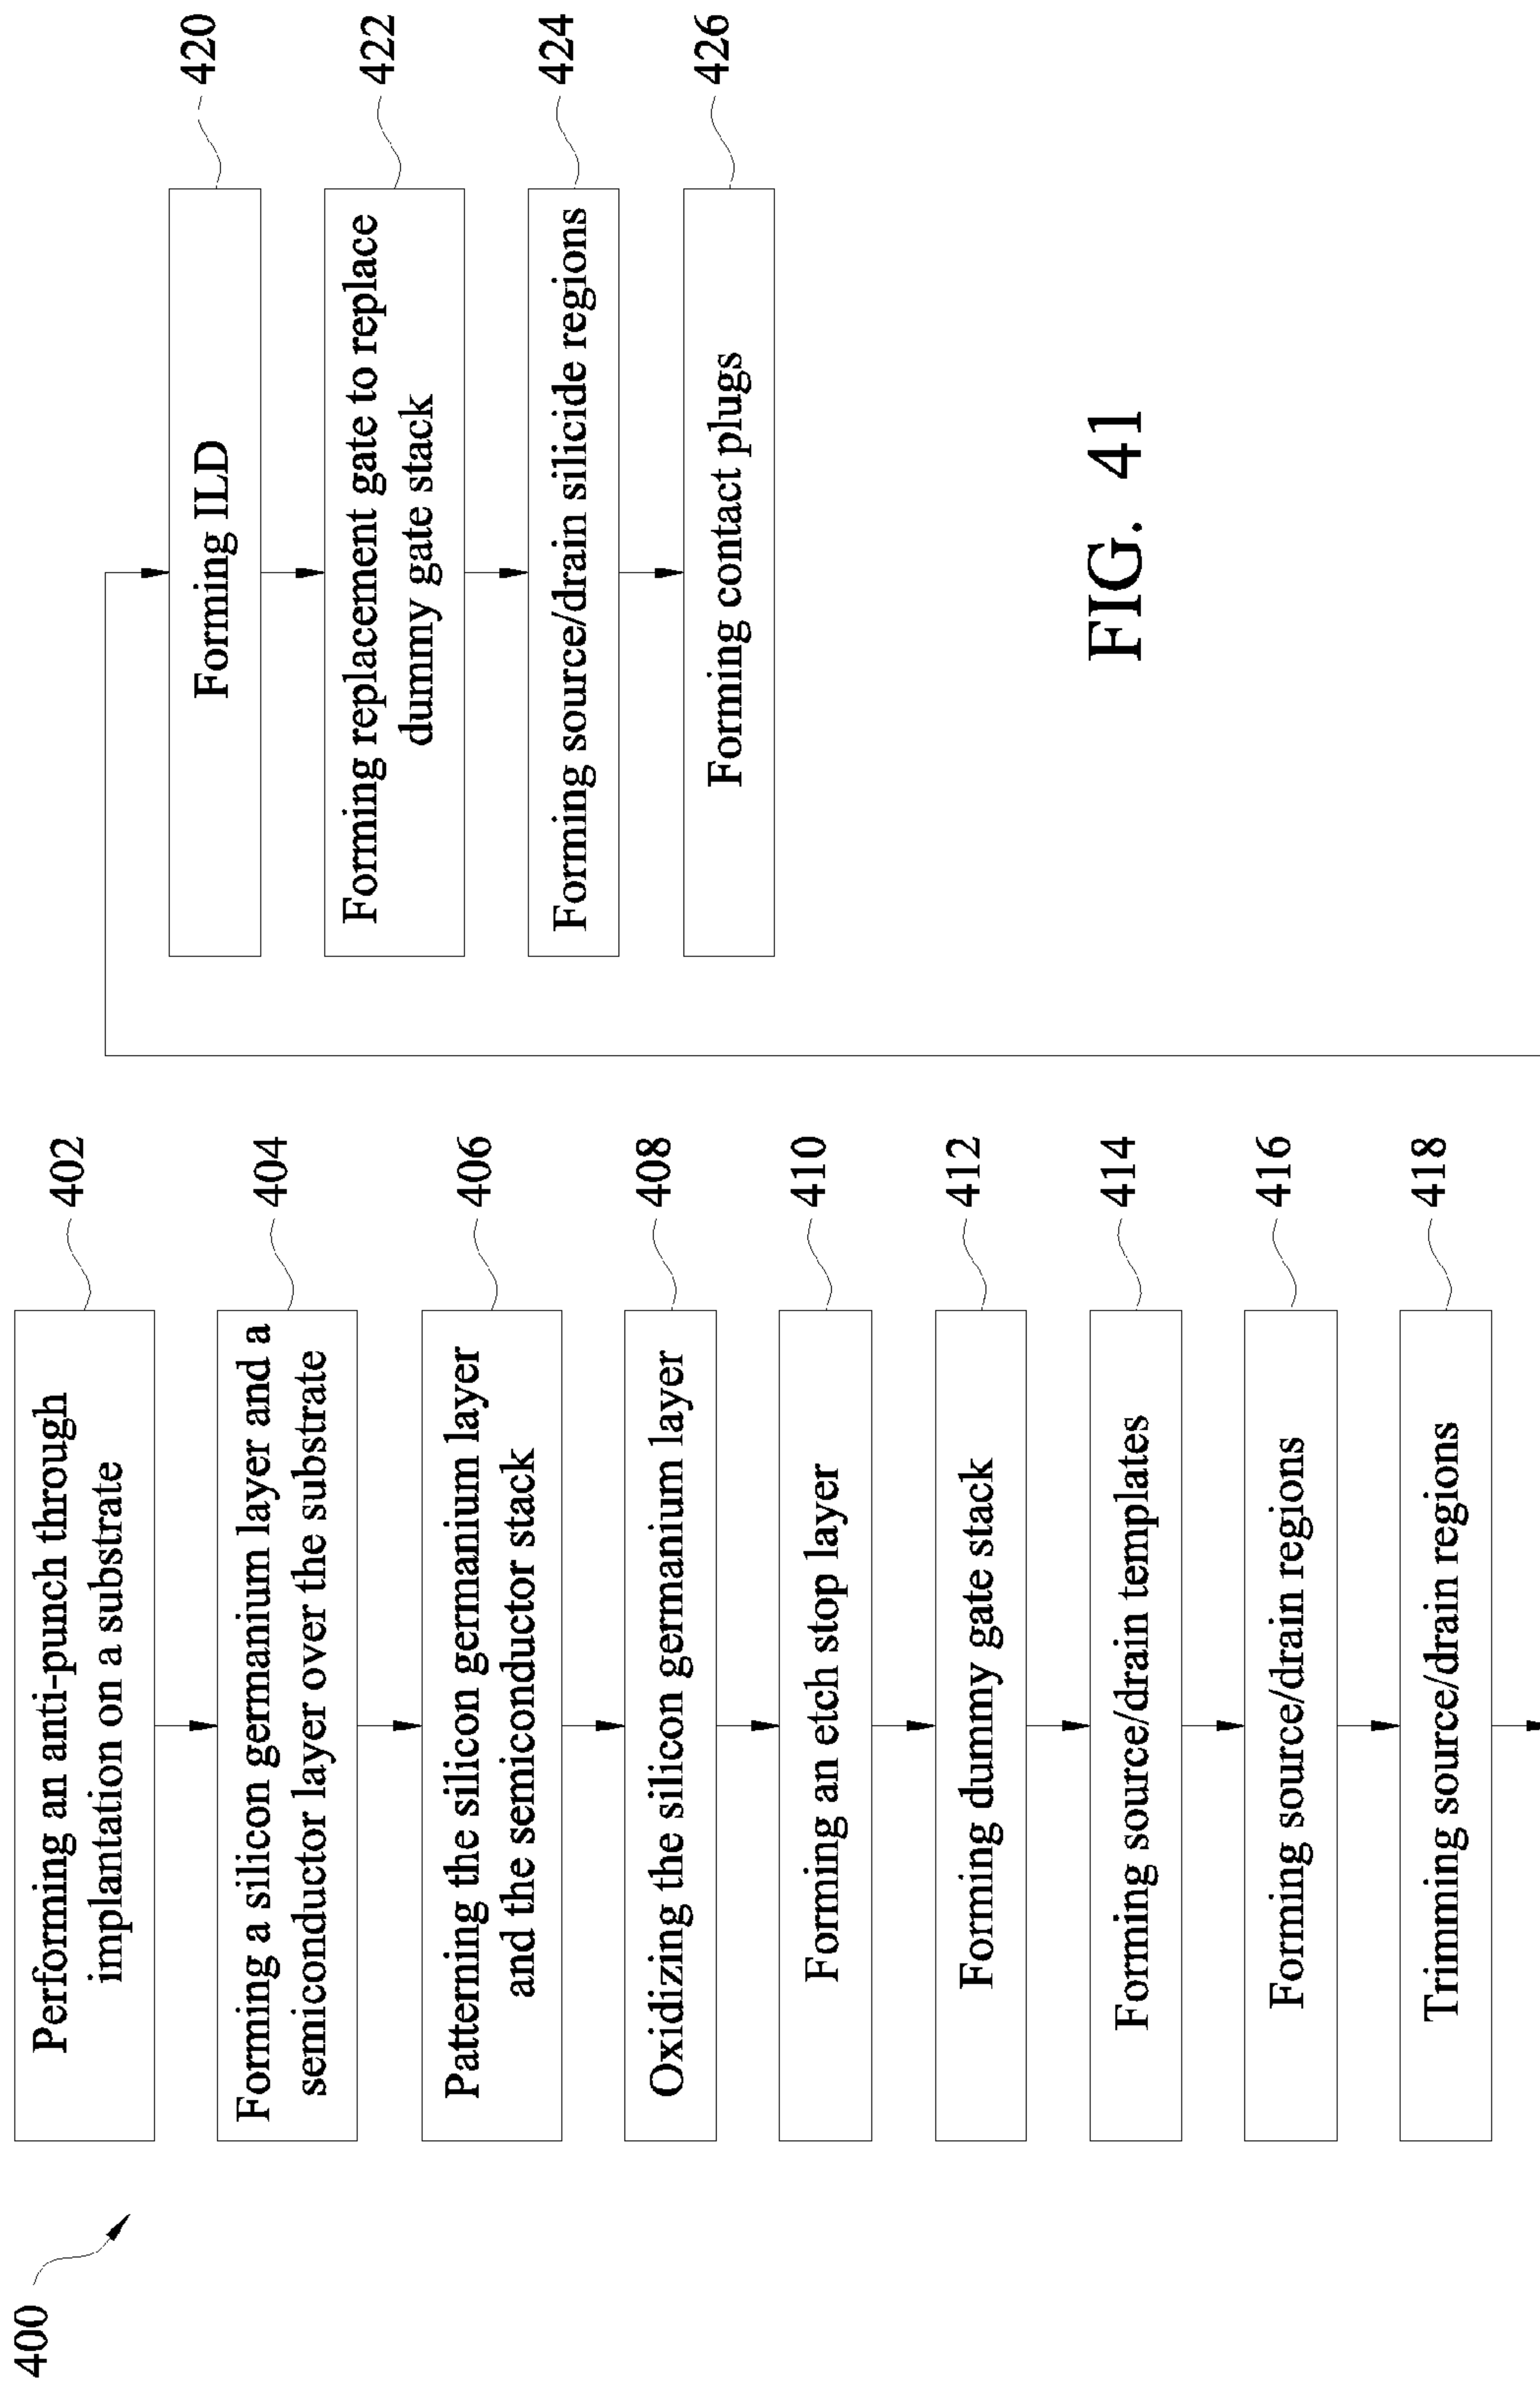 400
Performing an anti-punch through
implantation on a substrate
402
Forming a silicon germanium layer and a
semiconductor layer over the substrate
404
Patterning the silicon germanium layer
and the semiconductor stack
406
Oxidizing the silicon germanium layer
408
Forming an etch stop layer
410
Forming dummy gate stack
412
Forming source/drain templates
414
Forming source/drain regions
416
Trimming source/drain regions
418
Forming ILD
420
Forming replacement gate to replace
dummy gate stack
422
Forming source/drain silicide regions
424
Forming contact plugs
426
FIG. 41